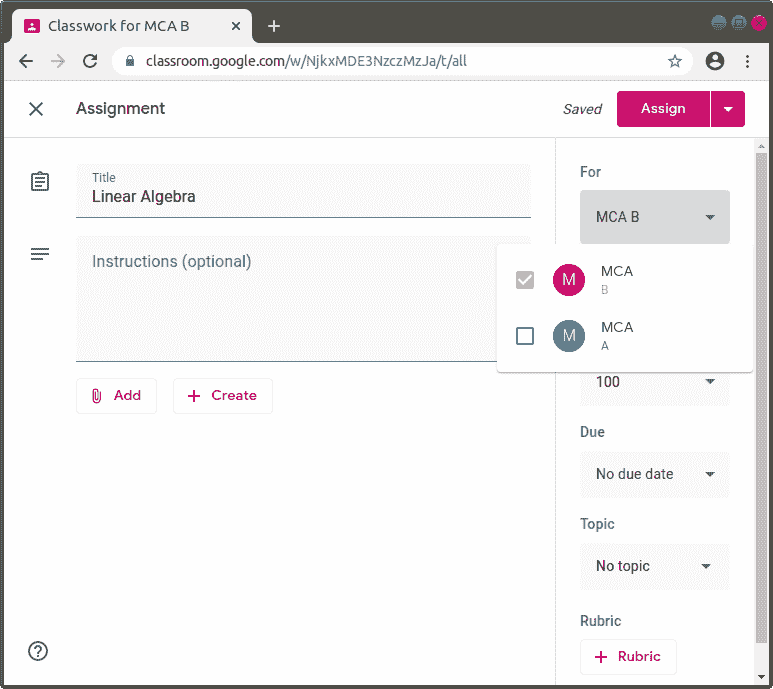 Classwork for MCA B
classroom.google.com/w/NjkxMDE3NzczMzJa/t/all
Assignment
Saved
Assign
Title
Linear Algebra
Instructions (optional)
Add
Create
For
MCA B
M
MCA
B
M
MCA
A
100
Due
No due date
Topic
No topic
Rubric
Rubric